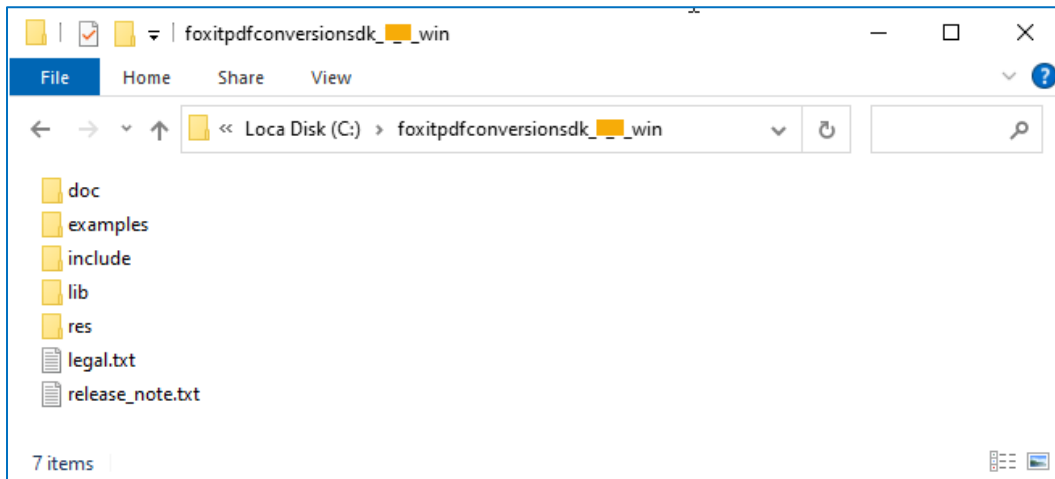 foxitpdfconversionsdk_ _ _win
File Home Share View
« Loca Disk (C:) > foxitpdfconversionsdk_ _ _win
doc
examples
include
lib
res
legal.txt
release_note.txt
7 items